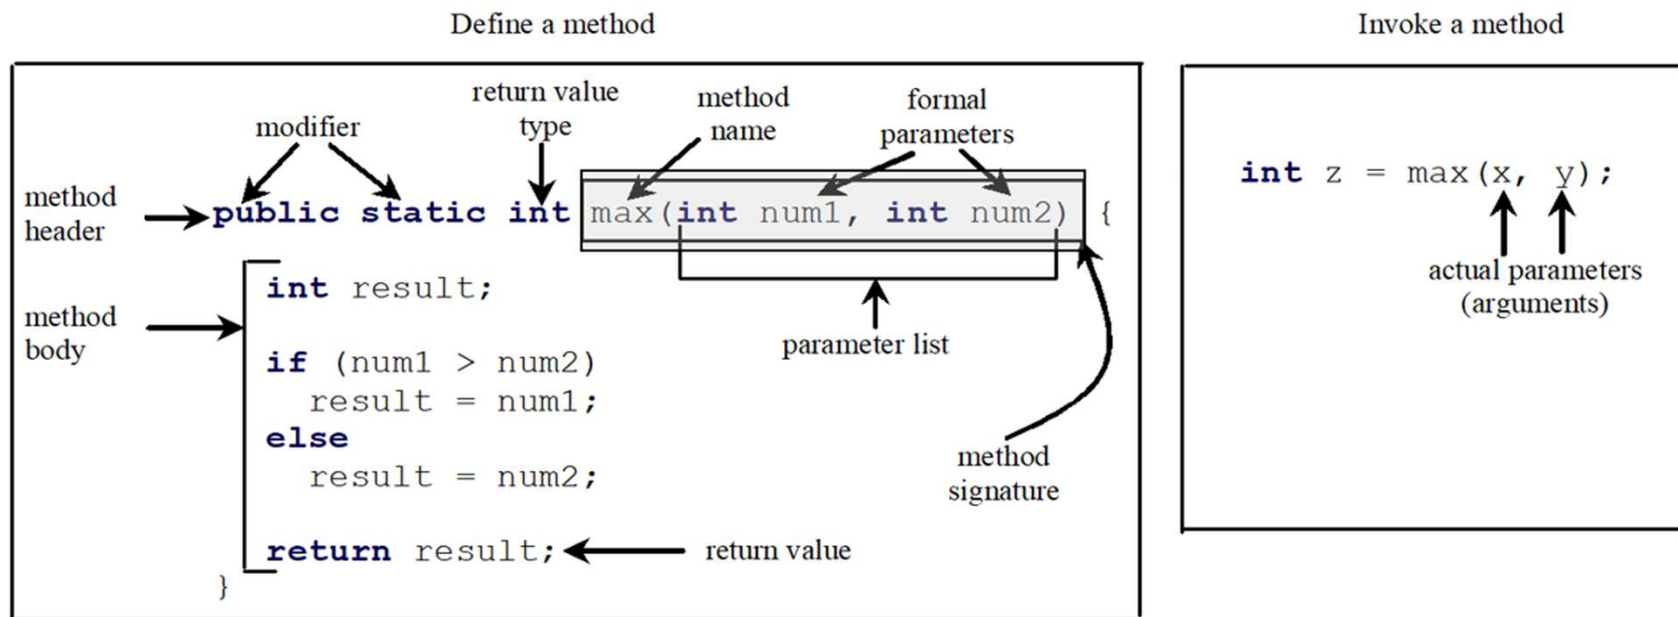 Define a method
Invoke a method
return value
type
method
name
formal
parameters
modifier
method
header
public static int max(int num1, int num2) {
int result;
method
body
parameter list
if (num1 > num2)
result = num1;
else
result = num2;
method
signature
return result;
return value
}
int z = max(x, y);
actual parameters
(arguments)